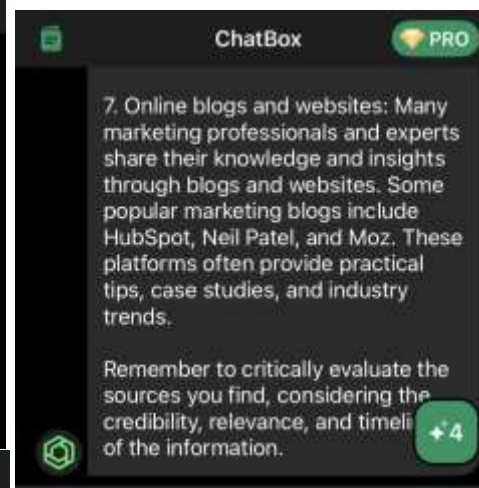 ChatBox
PRO
7. Online blogs and websites: Many
marketing professionals and experts
share their knowledge and insights
through blogs and websites. Some
popular marketing blogs include
HubSpot, Neil Patel, and Moz. These
platforms often provide practical
tips, case studies, and industry
trends.
Remember to critically evaluate the
sources you find, considering the
credibility, relevance, and
4
of the information.